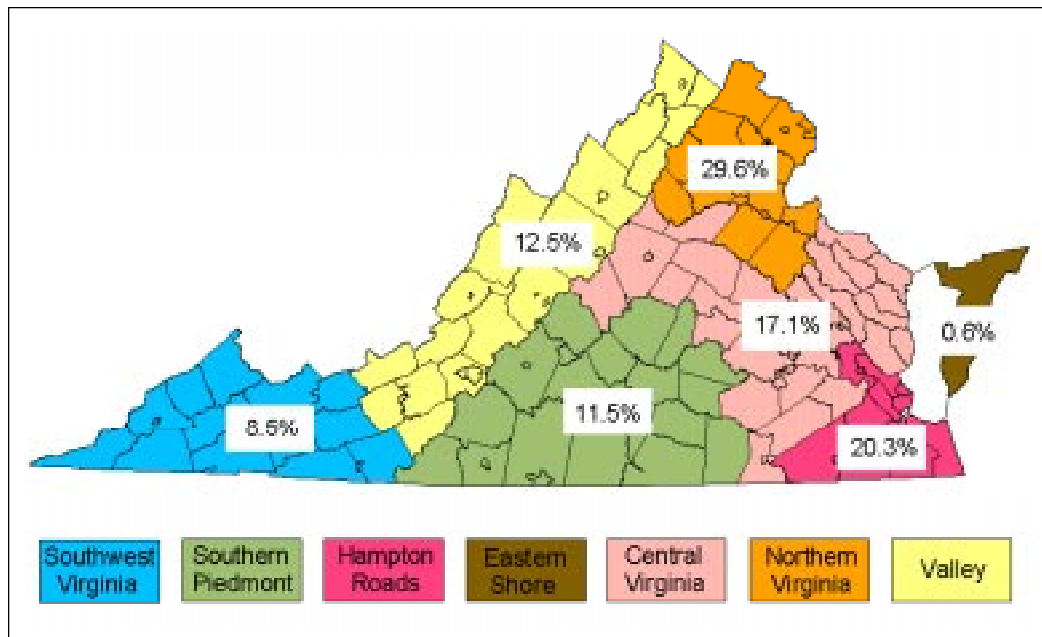 29.6%
12.5%
17.1%
0.6%
11.5%
8.5%
20.3%
Southwest
Virginia
Southern
Piedmont
Hampton
Roads
Eastern
Shore
Central
Virginia
Northern
Virginia
Valley